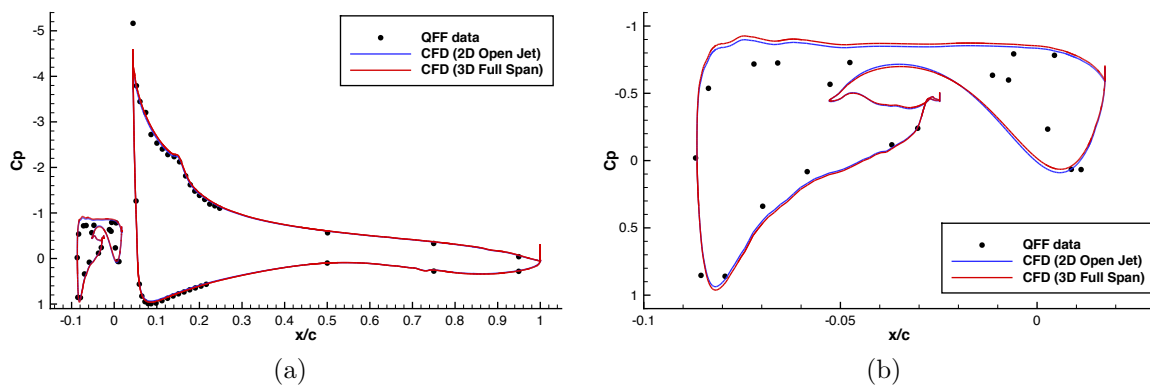 Cp
-5
-4
-3
-2
-1
0
1
-0.1 0 0.1 0.2 0.3 0.4 0.5 0.6 0.7 0.8 0.9 1
x/c
QFF data
CFD (2D Open Jet)
CFD (3D Full Span)
(a)
Cp
-1
-0.5
0
0.5
1
-0.1 -0.05 0
x/c
QFF data
CFD (2D Open Jet)
CFD (3D Full Span)
(b)